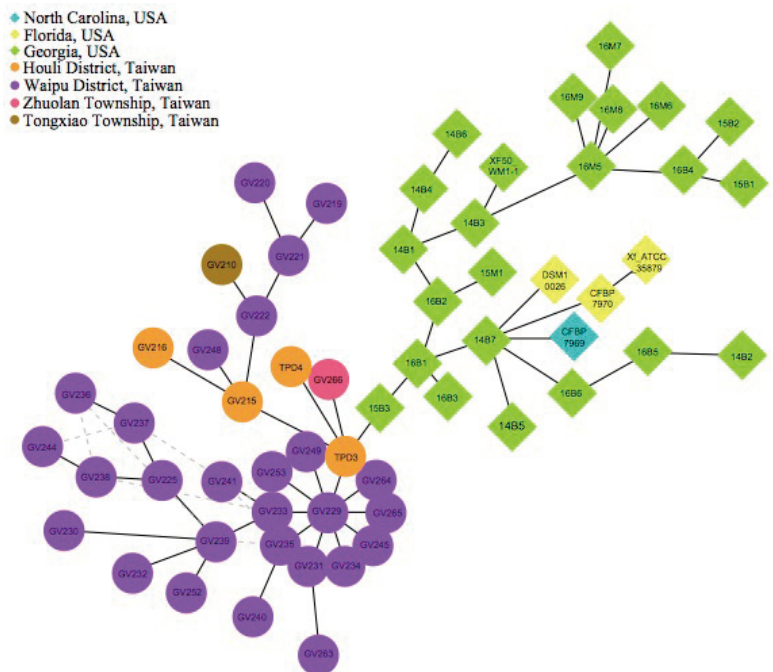 North Carolina, USA
Florida, USA
Georgia, USA
Houli District, Taiwan
Waipu District, Taiwan
Zhuolan Township, Taiwan
Tongxiao Township, Taiwan
16M7
16M9
16M8
16M6
15B2
14B6
XF50
WM1-1
16M5
16B4
15B1
GV220
GV219
14B4
14B3
14B1
GV221
GV210
15M1
DSM1
0026
Xf_ATCC
35879
CFBP
7970
16B2
GV222
CFBP
7969
14B7
GV216
GV248
TPD4
GV266
16B1
16B5
14B2
GV236
GV215
15B3
16B3
16B6
GV237
14B5
GV244
GV249
TPD3
GV238
GV225
GV241
GV253
GV264
GV233
GV229
GV265
GV230
GV239
GV235
GV245
GV232
GV231
GV234
GV252
GV240
GV263